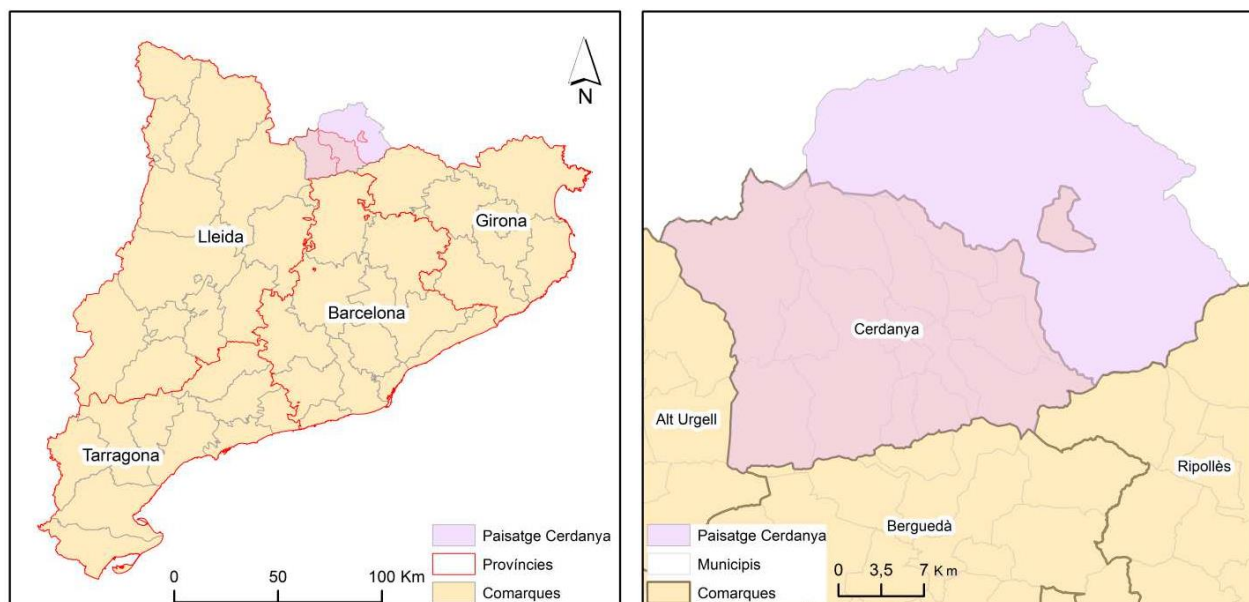 N
Lleida
Girona
Barcelona
Tarragona
Paisatge Cerdanya
Províncies
Comarques
0 50 100 Km
Cerdanya
Alt Urgell
Ripollès
Berguedà
Paisatge Cerdanya
Municipis
Comarques
0 3,5 7 Km